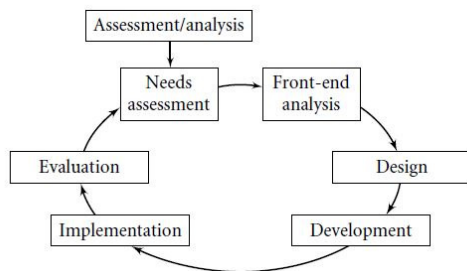 Assessment/analysis
Needs
assessment
Front-end
analysis
Evaluation
Design
Implementation
Development